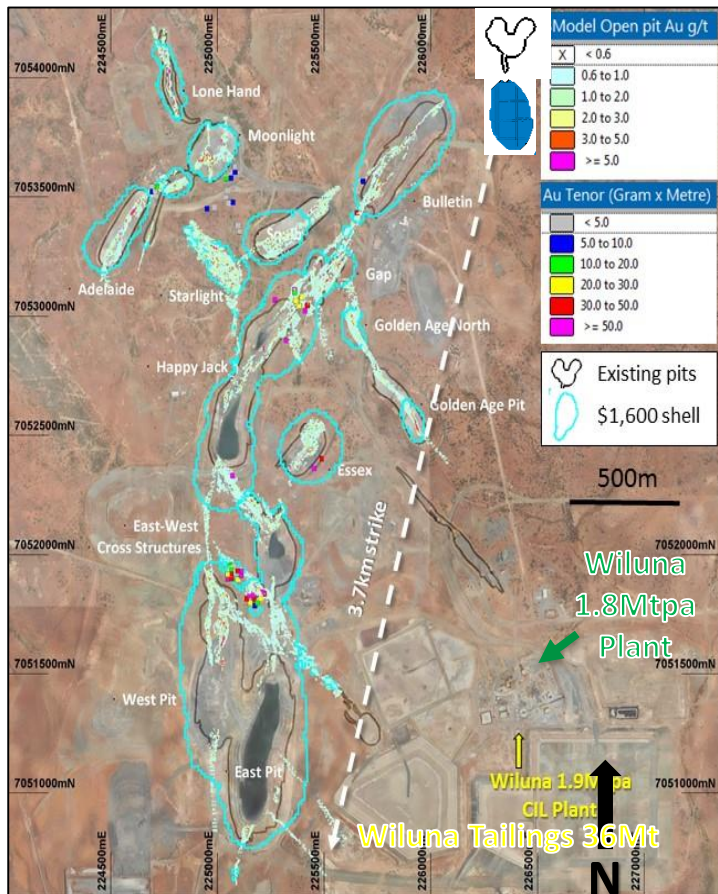 224500mE
225000mE
225500mE
226000mE
7054000mN
7053500mN
7053000mN
7052500mN
7052000mN
7051500mN
7051000mN
Model Open pit Au g/t
X < 0.6
0.6 to 1.0
1.0 to 2.0
2.0 to 3.0
3.0 to 5.0
>= 5.0
Au Tenor (Gram x Metre)
< 5.0
5.0 to 10.0
10.0 to 20.0
20.0 to 30.0
30.0 to 50.0
>= 50.0
Existing pits
$1,600 shell
500m
Lone Hand
Moonlight
Bulletin
South
Adelaide
Starlight
Gap
Golden Age North
Happy Jack
Golden Age Pit
Essex
East-West
Cross Structures
3.7km strike
7052000mN
Wiluna
1.8Mtpa
Plant
7051500mN
West Pit
East Pit
7051000mN
Wiluna 1.9Mtpa
CIL Plant
Wiluna Tailings 36Mt
N
224500mE
225000mE
225500mE
226000mE
226500mE
227000mE